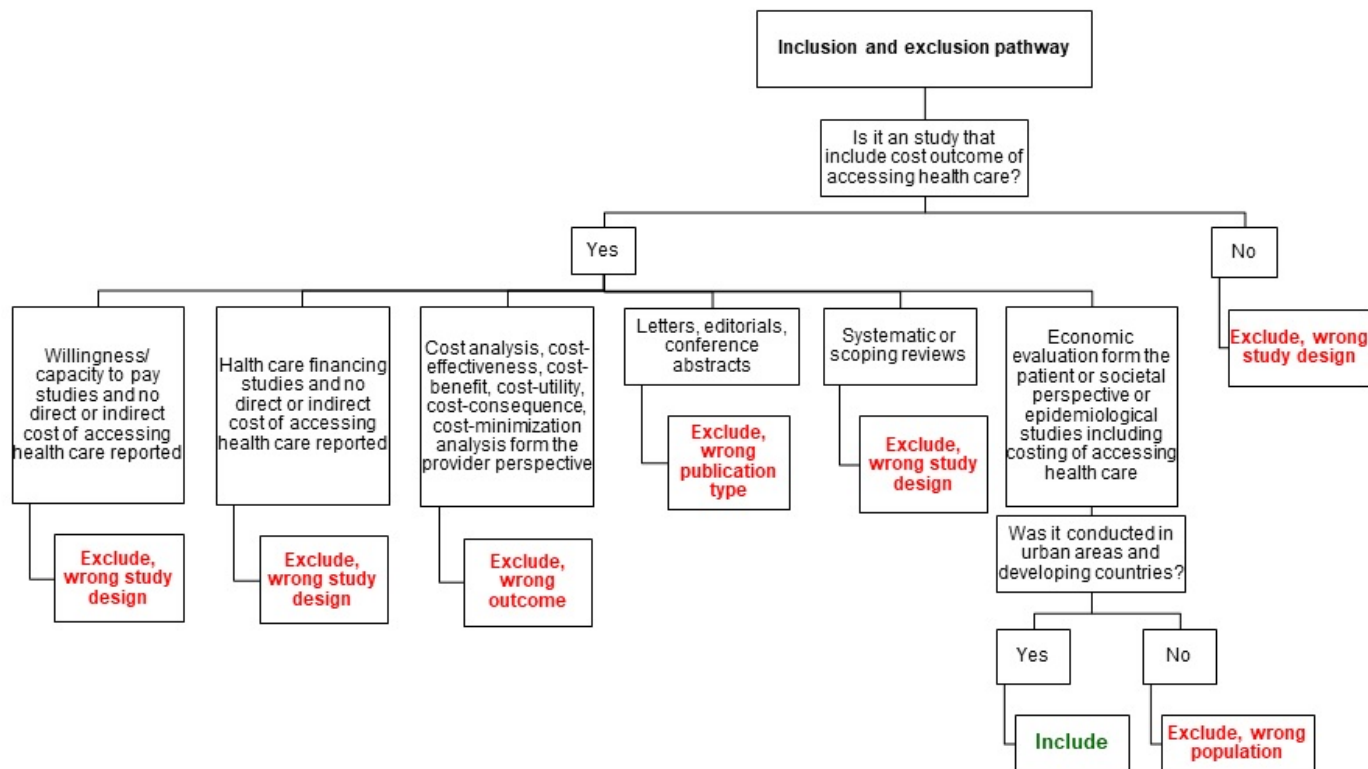 Inclusion and exclusion pathway
Is it an study that
include cost outcome of
accessing health care?
Yes
No
Willingness/
capacity to pay
studies and no
direct or indirect
cost of accessing
health care reported
Halth care financing
studies and no
direct or indirect
cost of accessing
health care reported
Cost analysis, cost-
effectiveness, cost-
benefit, cost-utility,
cost-consequence,
cost-minimization
analysis form the
provider perspective
Letters, editorials,
conference
abstracts
Systematic or
scoping reviews
Economic
evaluation form the
patient or societal
perspective or
epidemiological
studies including
costing of accessing
health care
Exclude, wrong
study design
Exclude,
wrong study
design
Exclude,
wrong study
design
Exclude,
wrong
outcome
Exclude,
wrong
publication
type
Exclude,
wrong study
design
Was it conducted in
urban areas and
developing countries?
Yes
No
Include
Exclude, wrong
population